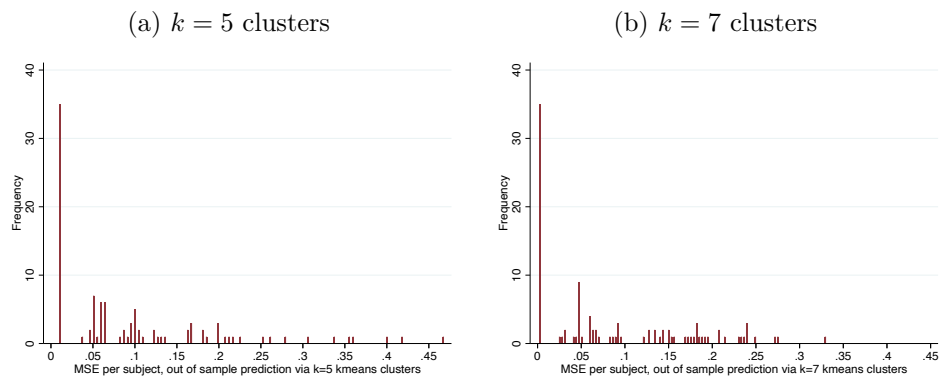 (a) k = 5 clusters
(b) k = 7 clusters
40
30
20
10
0
Frequency
0 .05 .1 .15 .2 .25 .3 .35 .4 .45
MSE per subject, out of sample prediction via k=5 kmeans clusters
40
30
20
10
0
Frequency
0 .05 .1 .15 .2 .25 .3 .35 .4 .45
MSE per subject, out of sample prediction via k=7 kmeans clusters